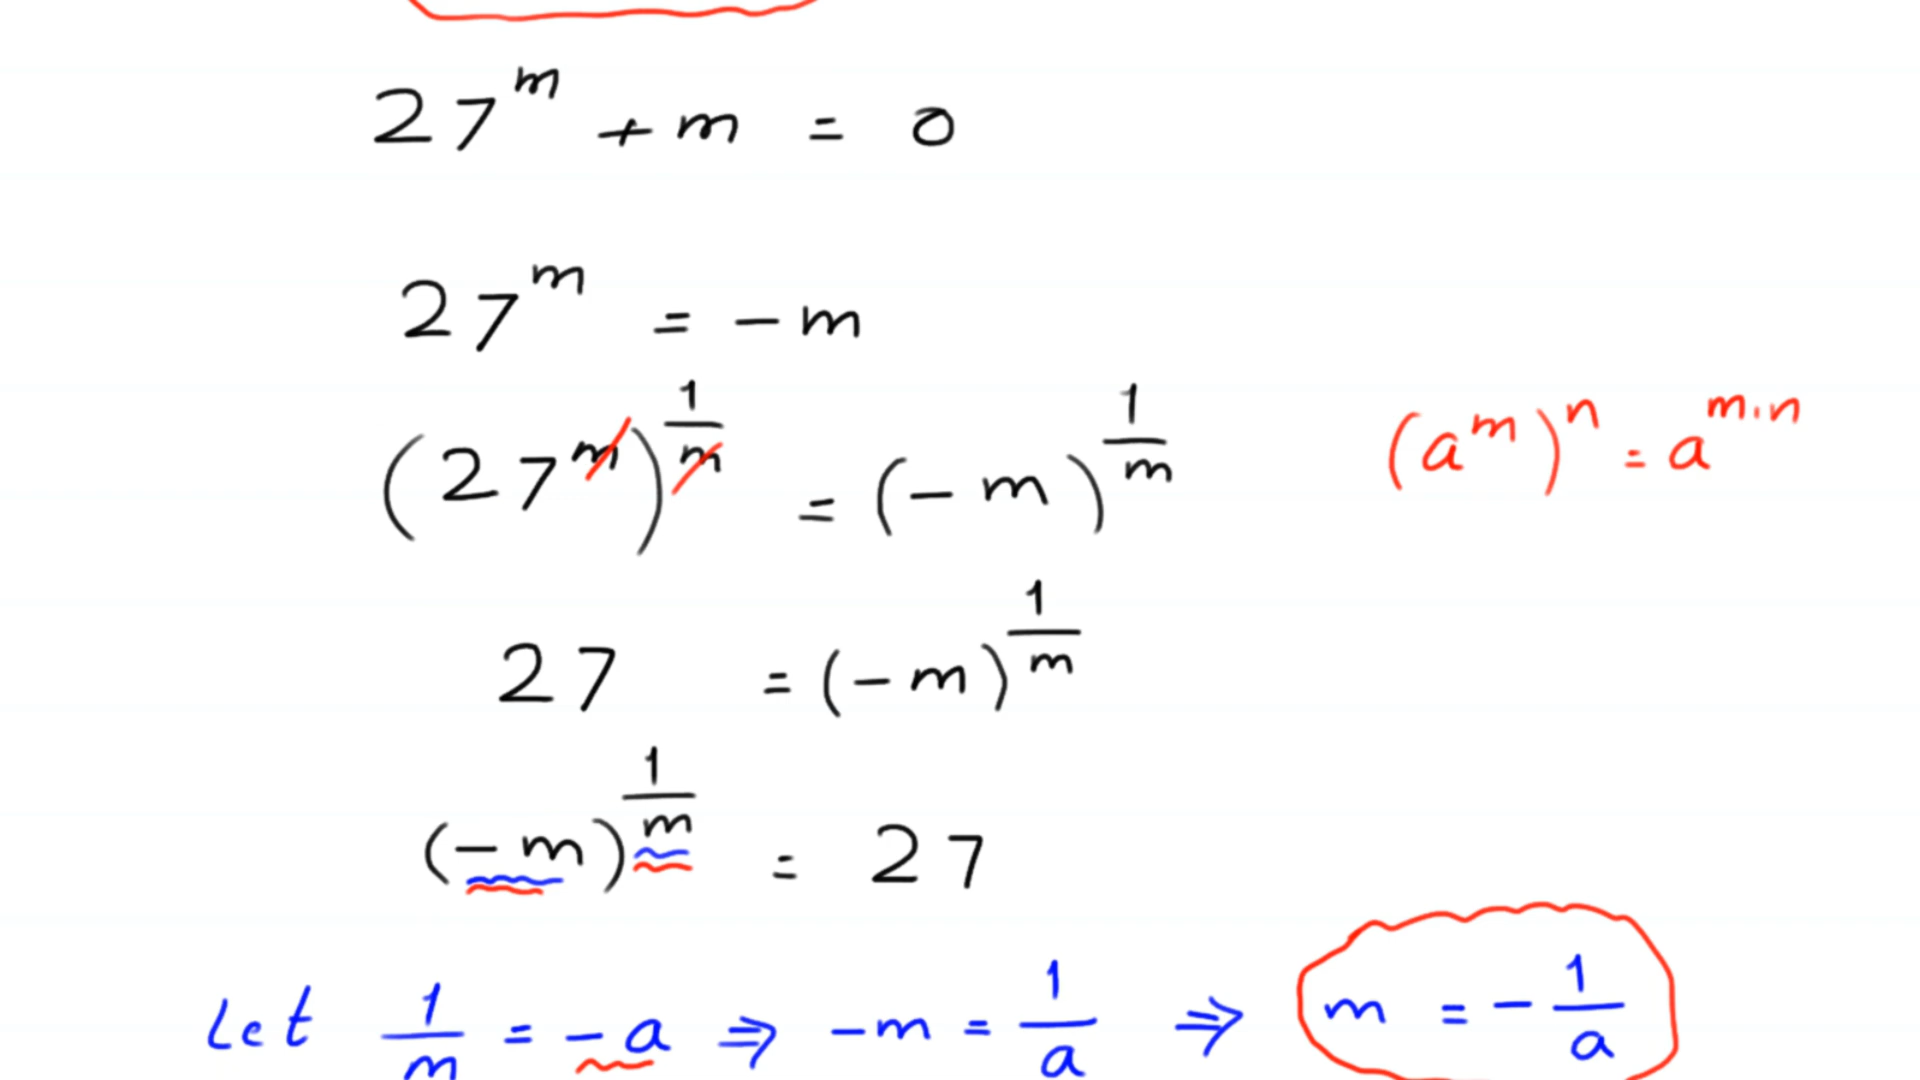 27^m + m = 0
27^m = -m
(27^m)^(1/m) = (-m)^(1/m) (a^m)^n = a^(m·n)
27 = (-m)^(1/m)
(-m)^(1/m) = 27
Let 1/m = -a ⇒ -m = 1/a ⇒ m = -1/a